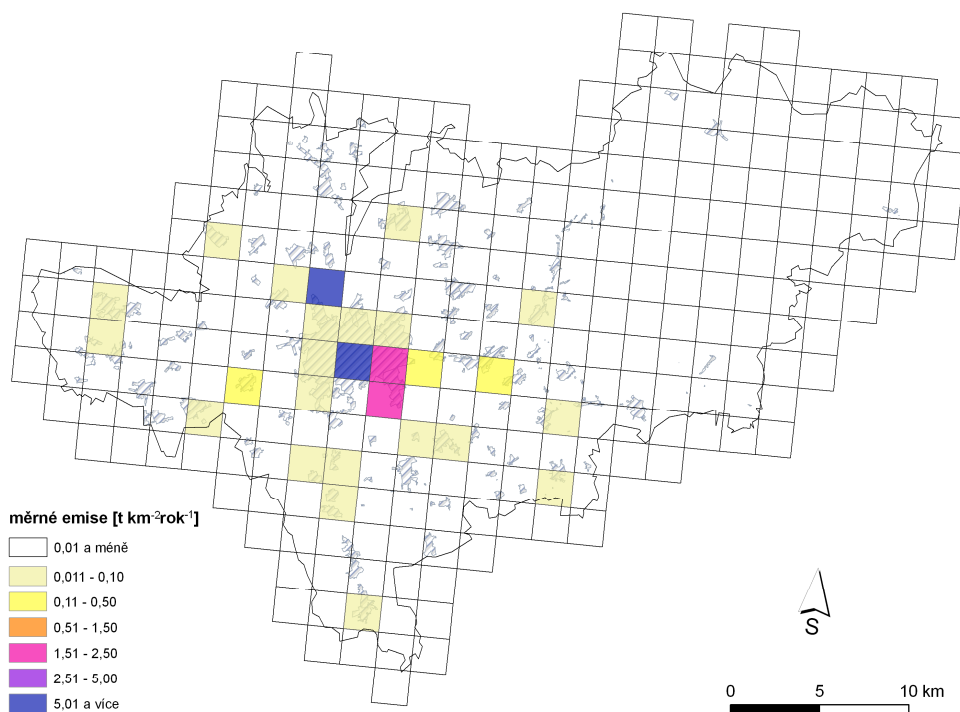 měrné emise [t km-2rok-1]
0,01 a méně
0,011 - 0,10
0,11 - 0,50
0,51 - 1,50
1,51 - 2,50
2,51 - 5,00
5,01 a více
S
0 5 10 km